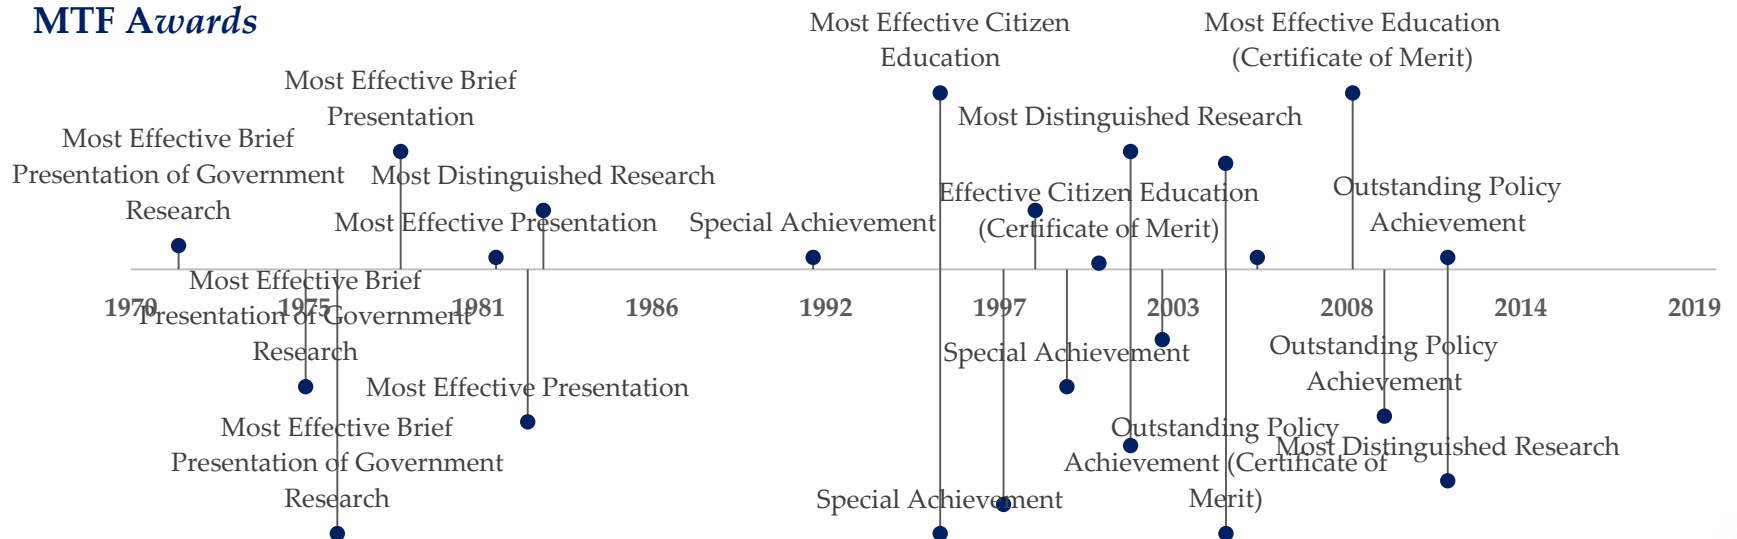 MTF Awards
Most Effective Citizen
Education
Most Effective Education
(Certificate of Merit)
Most Effective Brief
Presentation
Most Distinguished Research
Most Effective Brief
Presentation of Government
Research
Most Distinguished Research
Effective Citizen Education
(Certificate of Merit)
Outstanding Policy
Achievement
Most Effective Presentation
Special Achievement
Most Effective Brief
Presentation of Government
Research
1970
1975
1981
1986
1992
1997
2003
2008
2014
2019
Special Achievement
Outstanding Policy
Achievement
Most Effective Presentation
Most Effective Brief
Presentation of Government
Research
Outstanding Policy
Achievement (Certificate of
Merit)
Most Distinguished Research
Special Achievement